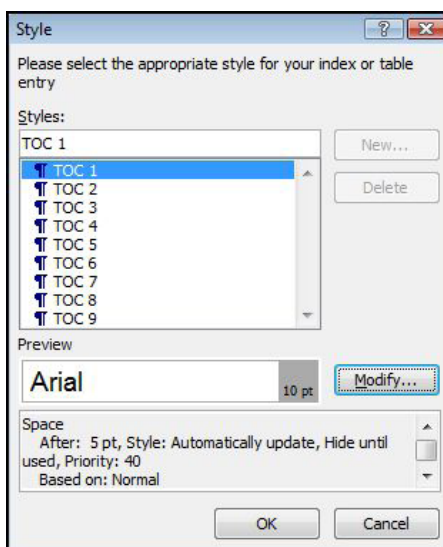 Style
Please select the appropriate style for your index or table
entry
Styles:
TOC 1
New...
¶ TOC 1
¶ TOC 2
Delete
¶ TOC 3
¶ TOC 4
¶ TOC 5
¶ TOC 6
¶ TOC 7
¶ TOC 8
¶ TOC 9
Preview
Arial
10 pt
Modify...
Space
After: 5 pt, Style: Automatically update, Hide until
used, Priority: 40
Based on: Normal
OK
Cancel